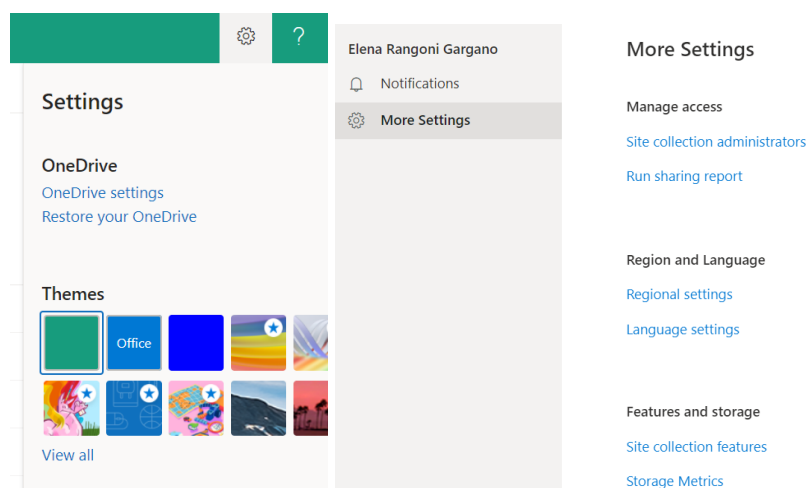 ?
Settings
OneDrive
OneDrive settings
Restore your OneDrive
Themes
Office
View all
Elena Rangoni Gargano
Notifications
More Settings
More Settings
Manage access
Site collection administrators
Run sharing report
Region and Language
Regional settings
Language settings
Features and storage
Site collection features
Storage Metrics